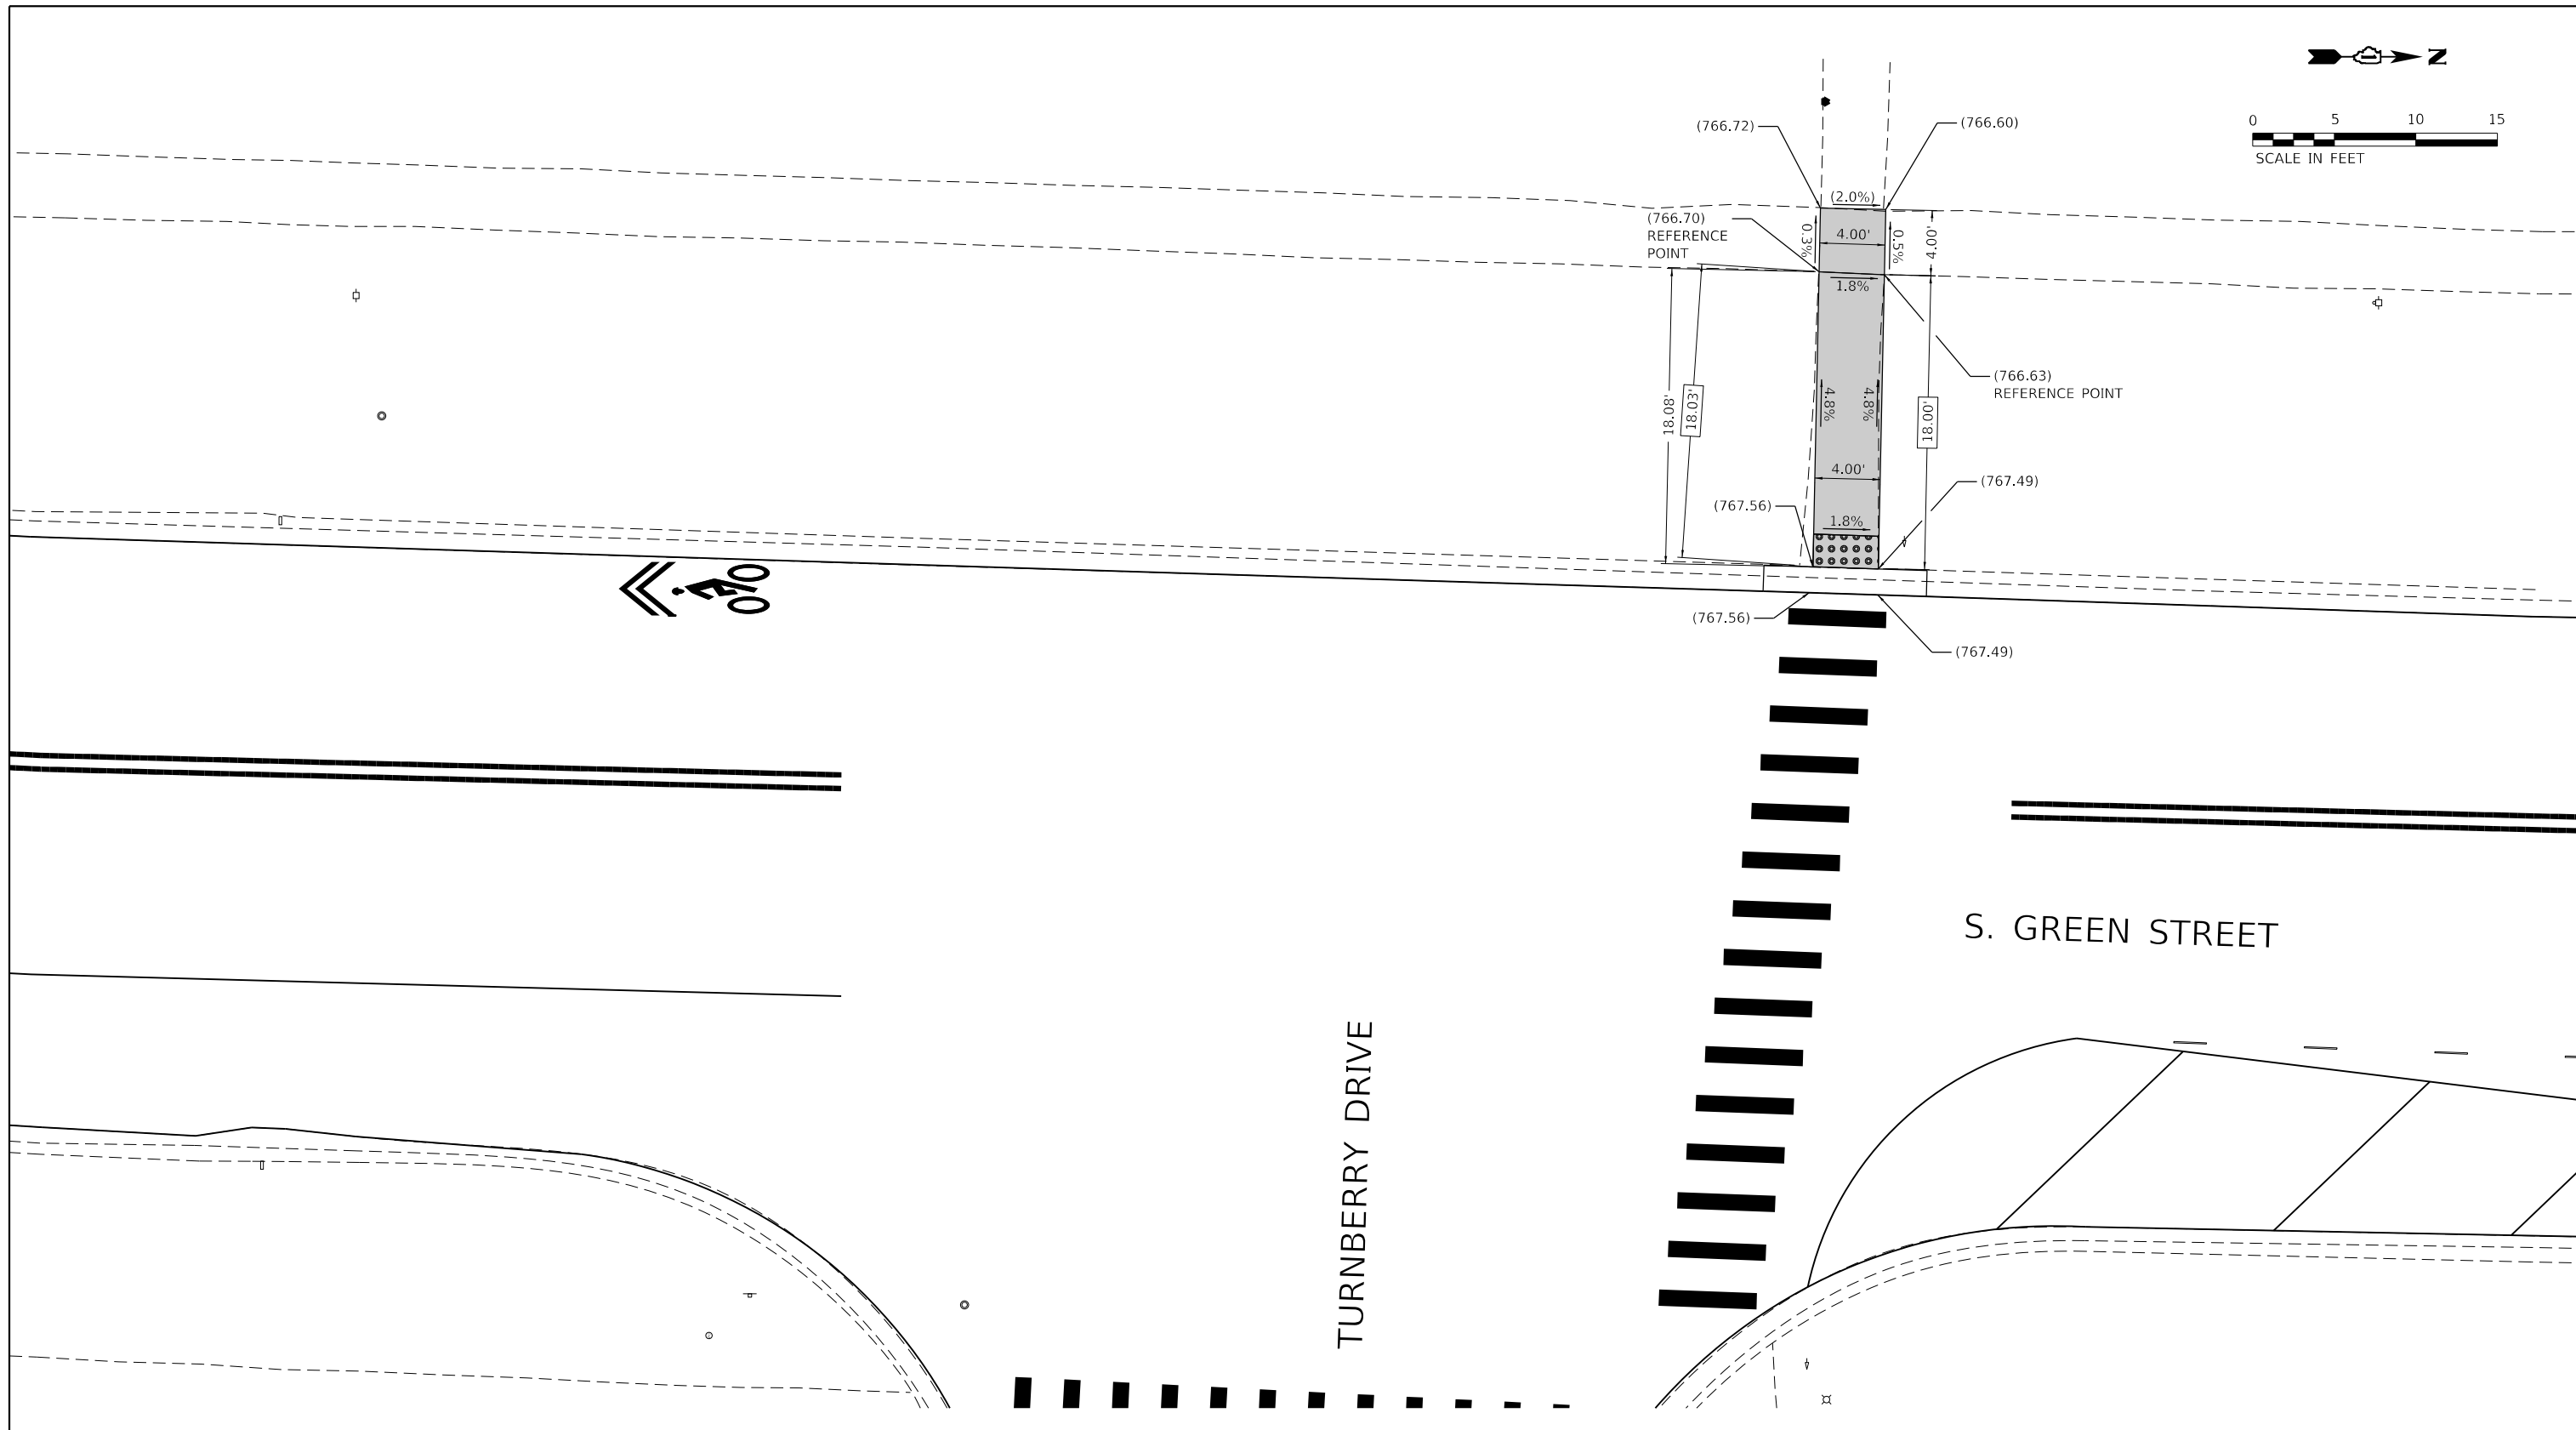 N
0 5 10 15
SCALE IN FEET
(766.72)
(766.60)
(2.0%)
(766.70)
REFERENCE
POINT
0.3%
4.00'
0.5%
4.00'
1.8%
(766.63)
REFERENCE POINT
18.08'
18.03'
4.8%
4.8%
18.00'
4.00'
(767.49)
(767.56)
1.8%
(767.56)
(767.49)
S. GREEN STREET
TURNBERRY DRIVE